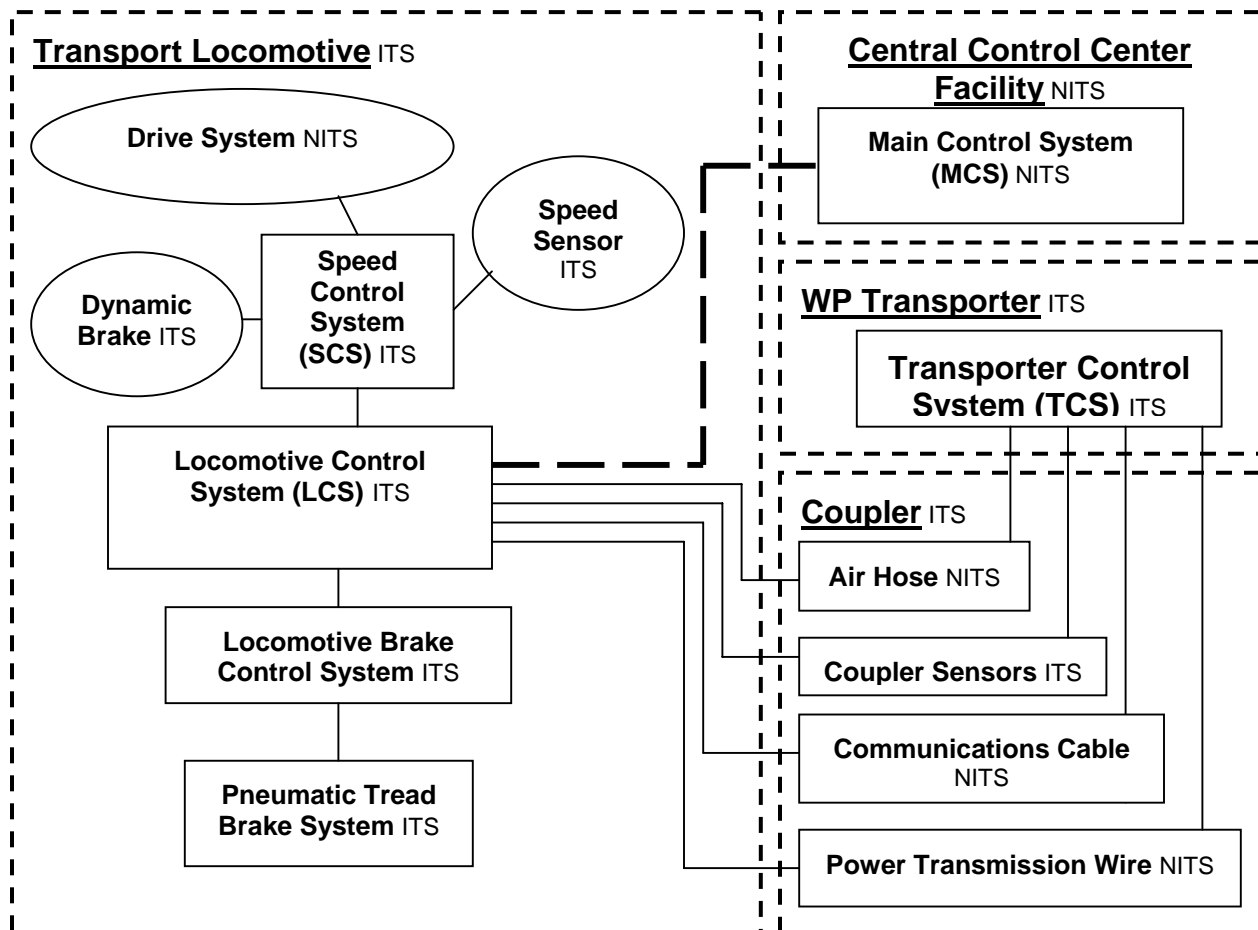 Transport Locomotive ITS
Drive System NITS
Speed
Sensor
ITS
Speed
Control
System
(SCS) ITS
Dynamic
Brake ITS
Locomotive Control
System (LCS) ITS
Locomotive Brake
Control System ITS
Pneumatic Tread
Brake System ITS
Central Control Center
Facility NITS
Main Control System
(MCS) NITS
WP Transporter ITS
Transporter Control
System (TCS) ITS
Coupler ITS
Air Hose NITS
Coupler Sensors ITS
Communications Cable
NITS
Power Transmission Wire NITS